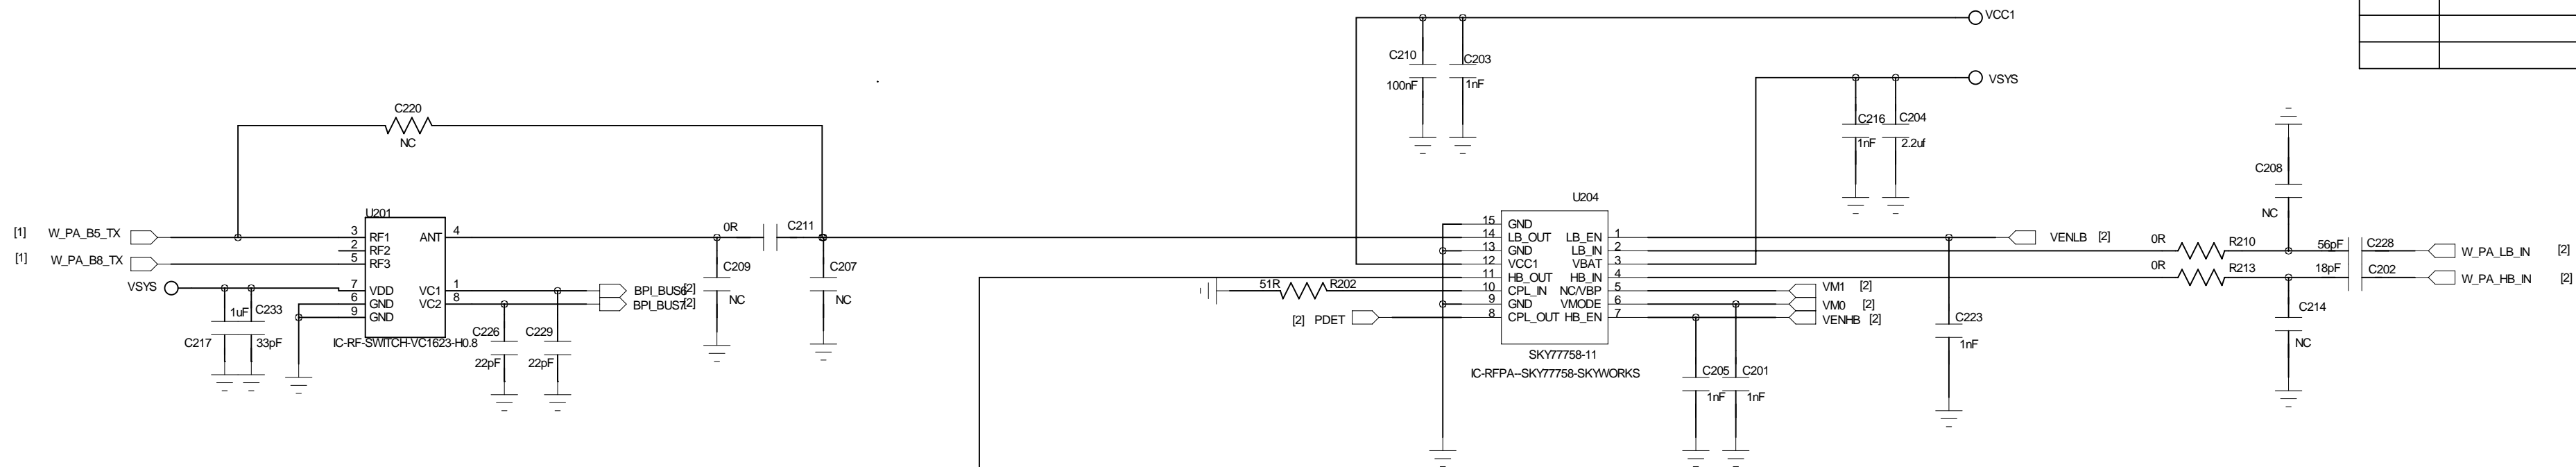 VCC1
C210
C203
100nF
1nF
VSYS
C220
NC
C216
C204
1nF
2.2uf
C208
NC
U201
[1] W_PA_B5_TX
3 RF1 ANT 4
2 RF2
[1] W_PA_B8_TX
5 RF3
VSYS
7 VDD VC1 1
6 GND VC2 8
9 GND
IC-RF-SWITCH-VC1623-H0.8
BPI_BUS6 [2]
BPI_BUS7 [2]
1uF
C233
C217
33pF
C226
C229
22pF
22pF
0R
C211
C209
C207
NC
NC
U204
15 GND
14 LB_OUT LB_EN 1
13 GND LB_IN 2
12 VCC1 VBAT 3
11 HB_OUT HB_IN 4
10 CPL_IN NC/VBP 5
9 GND VMODE 6
8 CPL_OUT HB_EN 7
SKY77758-11
IC-RFPA--SKY77758-SKYWORKS
51R R202
[2] PDET
VENLB [2]
VM1 [2]
VM0 [2]
VENHB [2]
C205
C201
1nF
1nF
C223
1nF
0R R210
0R R213
56pF C228
18pF C202
W_PA_LB_IN [2]
W_PA_HB_IN [2]
C214
NC